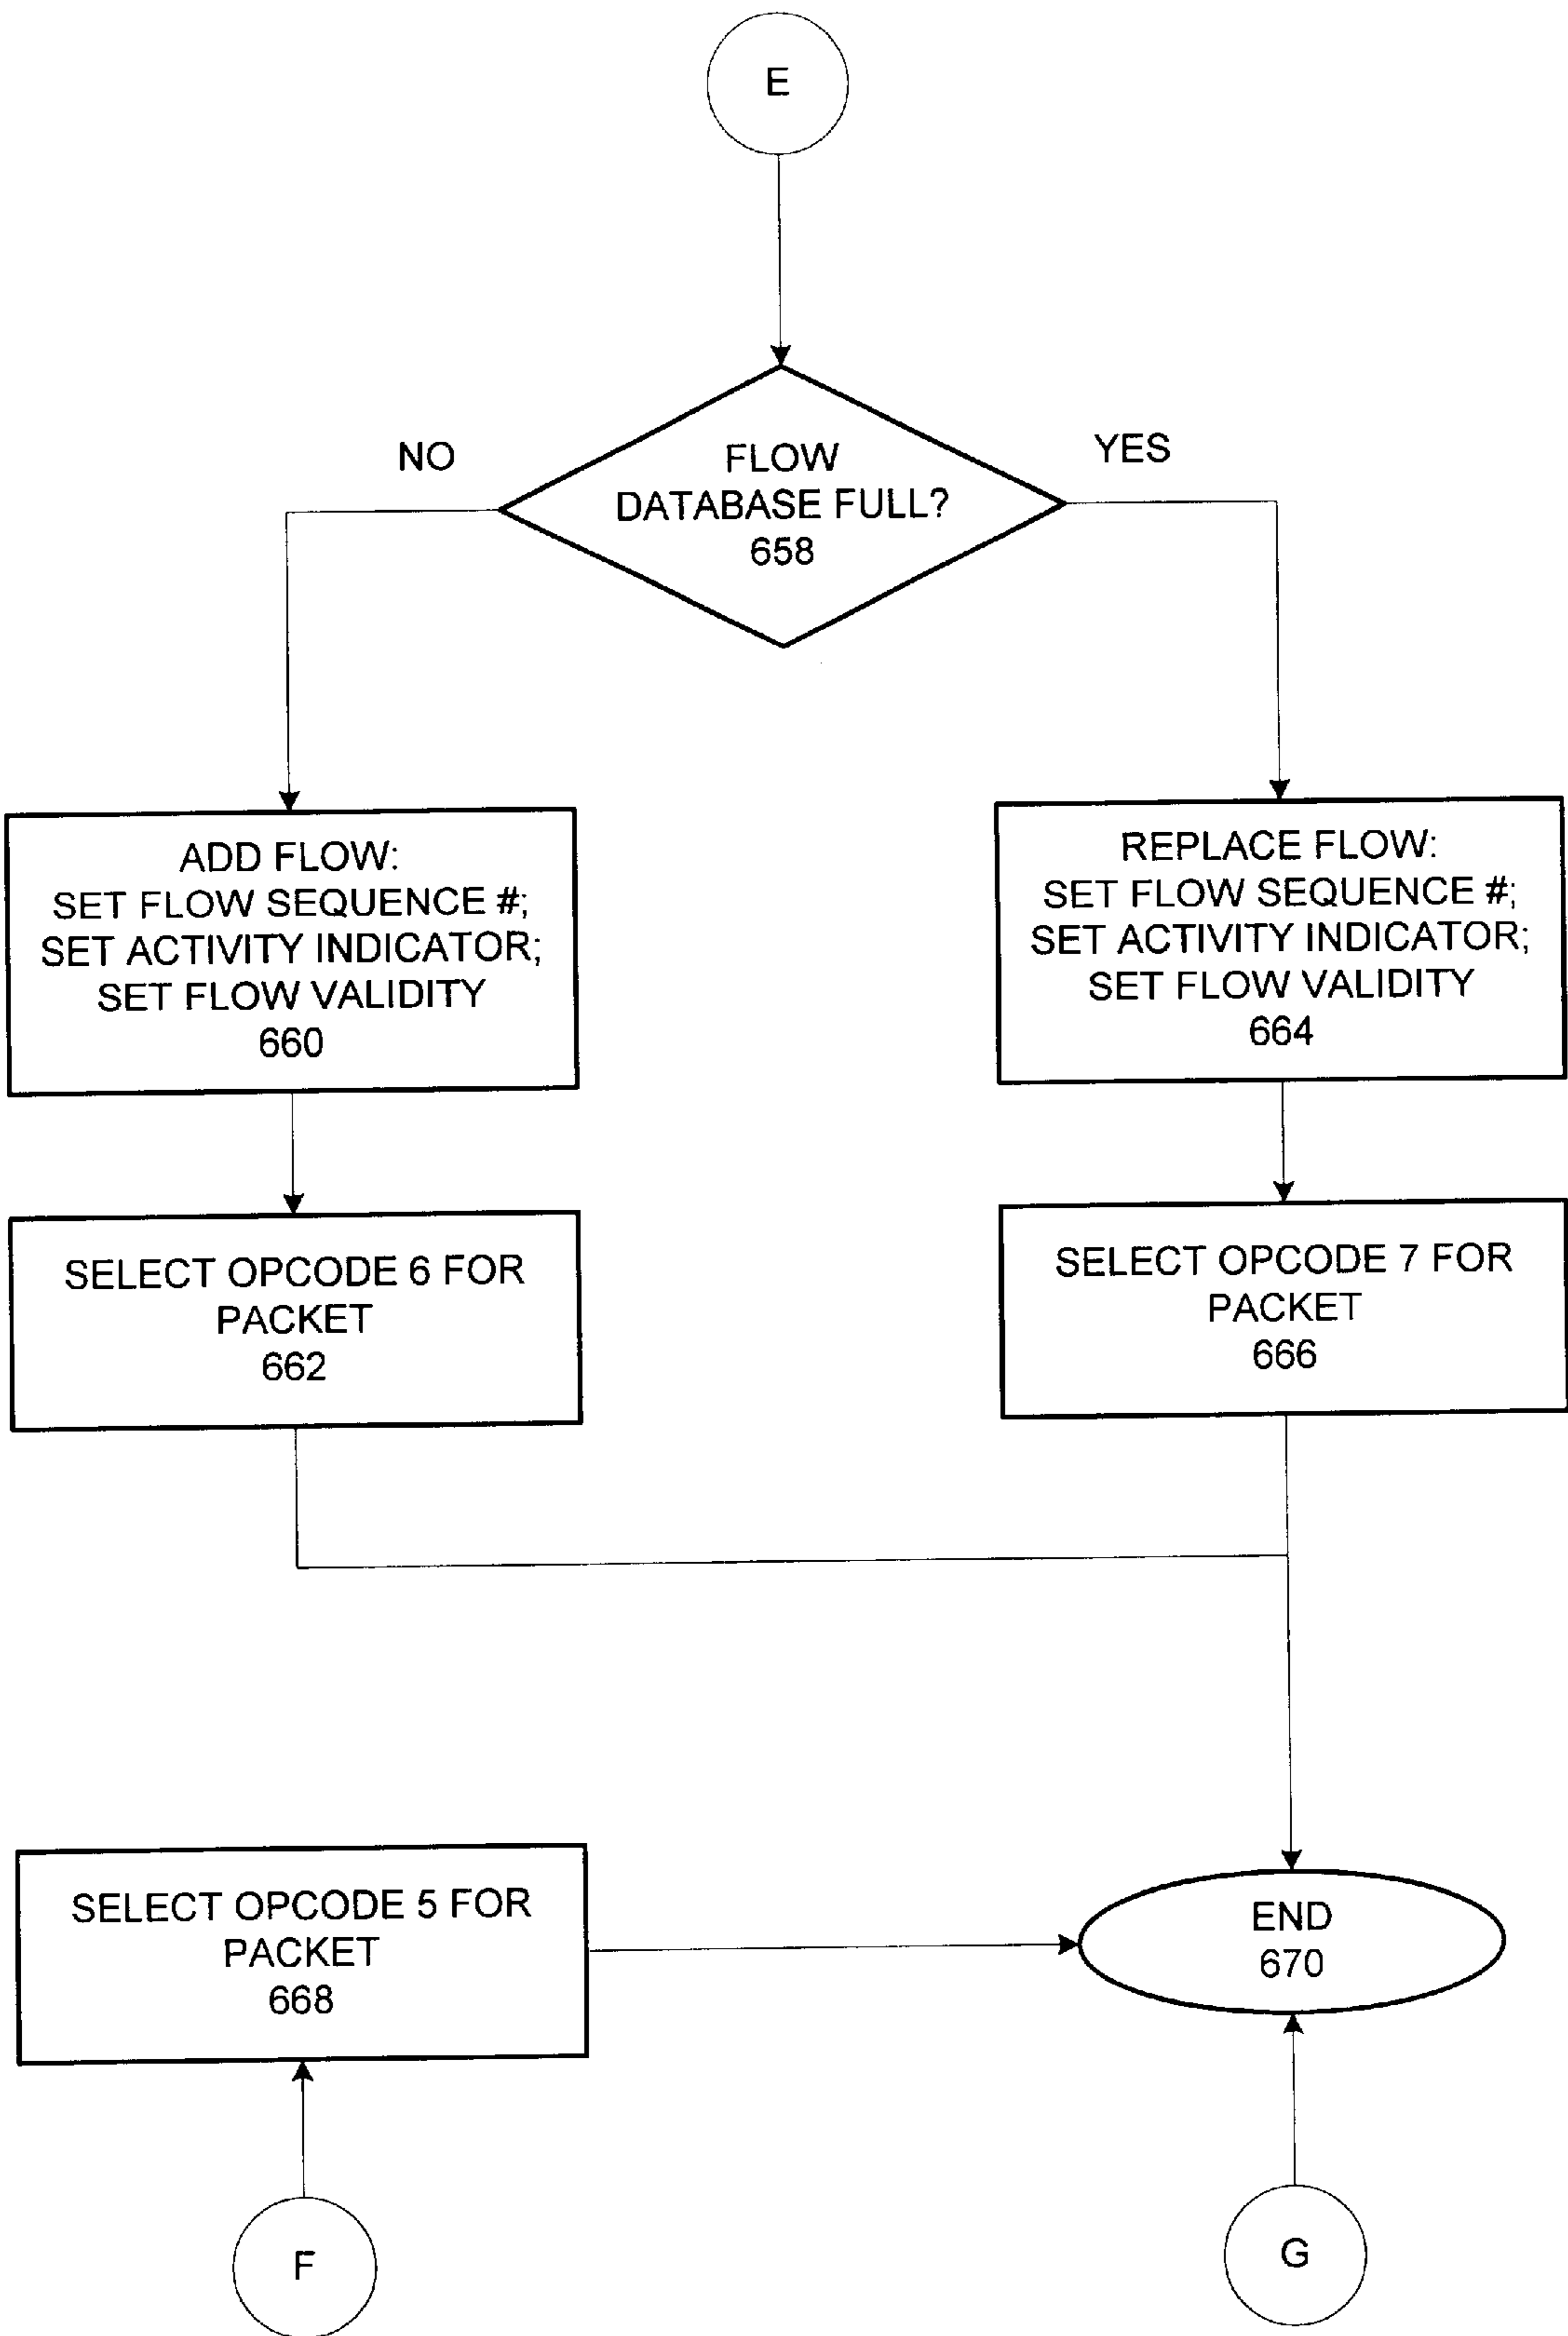 E
NO
YES
FLOW
DATABASE FULL?
658
ADD FLOW:
SET FLOW SEQUENCE #;
SET ACTIVITY INDICATOR;
SET FLOW VALIDITY
660
REPLACE FLOW:
SET FLOW SEQUENCE #;
SET ACTIVITY INDICATOR;
SET FLOW VALIDITY
664
SELECT OPCODE 6 FOR
PACKET
662
SELECT OPCODE 7 FOR
PACKET
666
SELECT OPCODE 5 FOR
PACKET
668
END
670
F
G